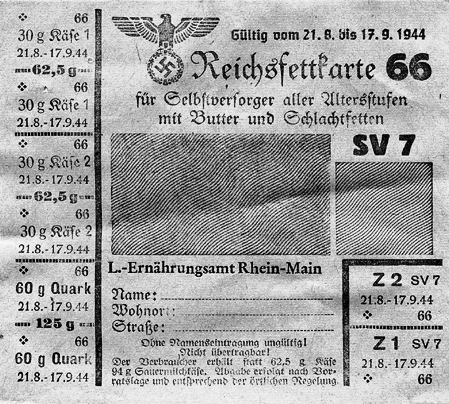 66
30 g Käse 1
21.8.-17.9.44
62,5 g
66
30 g Käse 1
21.8.-17.9.44
66
30 g Käse 2
21.8.-17.9.44
62,5 g
66
30 g Käse 2
21.8.-17.9.44
66
60 g Quark
21.8.-17.9.44
125 g
66
60 g Quark
21.8.-17.9.44
Gültig vom 21. 8. bis 17. 9. 1944
Reichsfettkarte 66
für Selbstversorger aller Altersstufen
mit Butter und Schlachtfetten
SV 7
L.-Ernährungsamt Rhein-Main
Name:
Wohnort:
Straße:
Ohne Namenseintragung ungültig!
Nicht übertragbar!
Der Verbraucher erhält statt 62,5 g Käse
94 g Sauermilchkäse. Abgabe erfolgt nach Vor-
ratslage und entsprechend der örtlichen Regelung
Z 2 SV 7
21.8.-17.9.44
66
Z 1 SV 7
21.8.-17.9.44
66